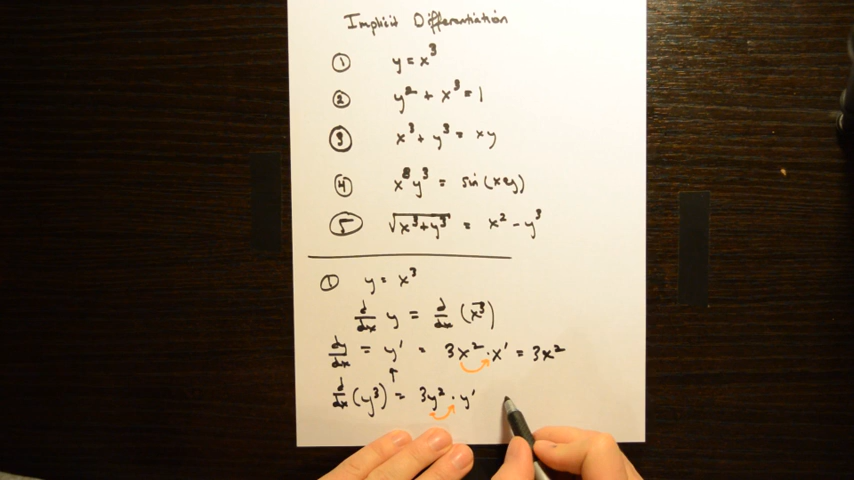 Implicit Differentiation
① y = x³
② y² + x³ = 1
③ x³ + y³ = xy
④ x⁸y³ = sin(xy)
⑤ √(x³+y³) = x² - y³
① y = x³
d/dx y = d/dx (x³)
d/dx = y' = 3x² · x' = 3x²
d/dx (y³) = 3y² · y'